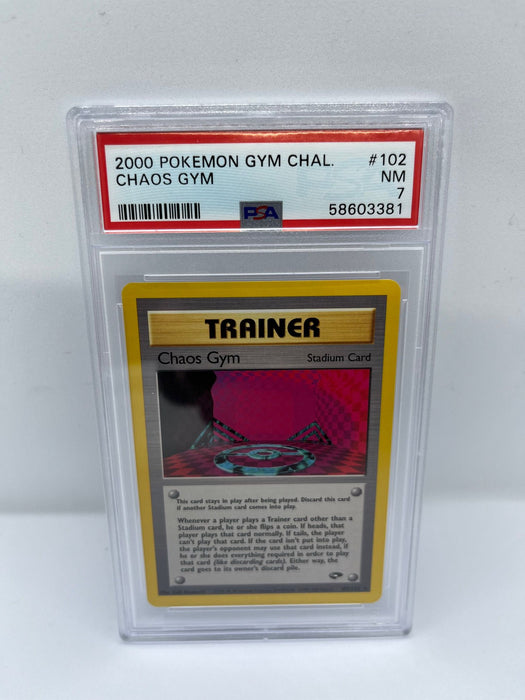 2000 POKEMON GYM CHAL. #102
CHAOS GYM NM
7
PSA 58603381
TRAINER
Chaos Gym Stadium Card
This card stays in play after being played. Discard this card
if another Stadium card comes into play.
Whenever a player plays a Trainer card other than a
Stadium card, he or she flips a coin. If heads, that
player plays that card normally. If tails, the player
can't play that card. If the card isn't put into play,
the player's opponent may use that card instead, if
he or she does everything required in order to play
that card (like discarding cards). Either way, the
card goes to its owner's discard pile.